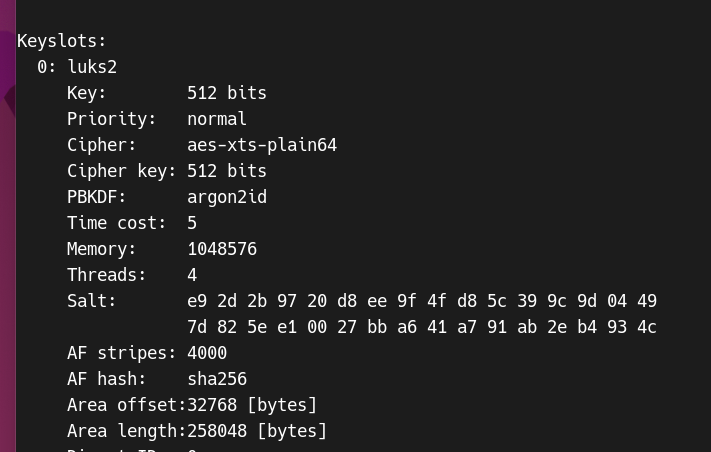 Keyslots:
  0: luks2
     Key:        512 bits
     Priority:   normal
     Cipher:     aes-xts-plain64
     Cipher key: 512 bits
     PBKDF:      argon2id
     Time cost:  5
     Memory:     1048576
     Threads:    4
     Salt:       e9 2d 2b 97 20 d8 ee 9f 4f d8 5c 39 9c 9d 04 49
                 7d 82 5e e1 00 27 bb a6 41 a7 91 ab 2e b4 93 4c
     AF stripes: 4000
     AF hash:    sha256
     Area offset:32768 [bytes]
     Area length:258048 [bytes]